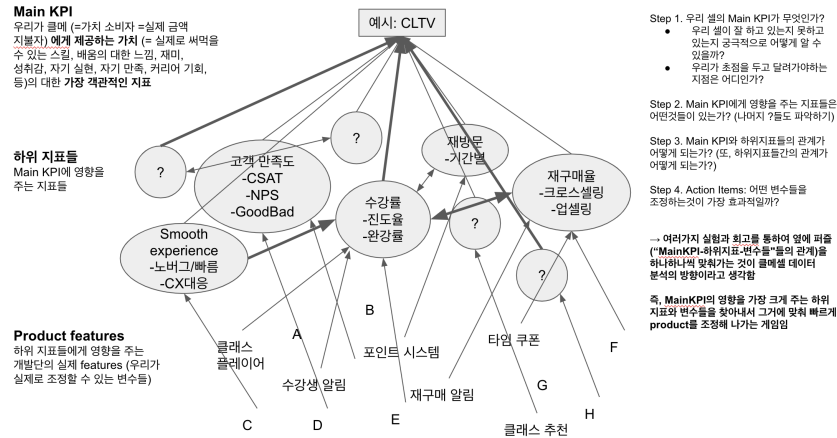 Main KPI
우리가 클메 (=가치 소비자 =실제 금액
지불자) 에게 제공하는 가치 (= 실제로 써먹을
수 있는 스킬, 배움의 대한 느낌, 재미,
성취감, 자기 실현, 자기 만족, 커리어 기회,
등)의 대한 가장 객관적인 지표
예시: CLTV
Step 1. 우리 셀의 Main KPI가 무엇인가?
● 우리 셀이 잘 하고 있는지 못하고
있는지 궁극적으로 어떻게 알 수
있을까?
● 우리가 초점을 두고 달려가야하는
지점은 어디인가?
Step 2. Main KPI에게 영향을 주는 지표들은
어떤것들이 있는가? (나머지 ?들도 파악하기)
Step 3. Main KPI와 하위지표들의 관계가
어떻게 되는가? (또, 하위지표들간의 관계가
어떻게 되는가?)
Step 4. Action Items: 어떤 변수들을
조정하는것이 가장 효과적일까?
→ 여러가지 실험과 회고를 통하여 옆에 퍼즐
("MainKPI-하위지표-변수들"들의 관계)을
하나하나씩 맞춰가는 것이 클메셀 데이터
분석의 방향이라고 생각함
즉, MainKPI의 영향을 가장 크게 주는 하위
지표와 변수들을 찾아내서 그거에 맞춰 빠르게
product를 조정해 나가는 게임임
하위 지표들
Main KPI에 영향을
주는 지표들
?
?
고객 만족도
-CSAT
-NPS
-GoodBad
재방문
-기간별
재구매율
-크로스셀링
-업셀링
수강률
-진도율
-완강률
?
Smooth
experience
-노버그/빠름
-CX대응
?
Product features
하위 지표들에게 영향을 주는
개발단의 실제 features (우리가
실제로 조정할 수 있는 변수들)
클래스
플레이어
A
B
포인트 시스템
타임 쿠폰
F
수강생 알림
재구매 알림
G
H
C
D
E
클래스 추천